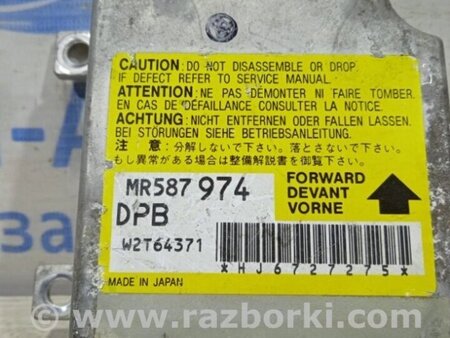 CAUTION: DO NOT DISASSEMBLE OR DROP.
IF DEFECT REFER TO SERVICE MANUAL.
ATTENTION: NE PAS DÉMONTER NI FAIRE TOMBER.
EN CAS DE DÉFAILLANCE CONSULTER LA NOTICE.
ACHTUNG: NICHT ENTFERNEN ODER FALLEN LASSEN.
BEI STÖRUNGEN SIEHE BETRIEBSANLEITUNG.
注 意:分解しないで下さい。落とさないで下さい。
もし異常がある場合は整備解説書を御覧下さい。
MR587 974
DPB
W2T64371
FORWARD
DEVANT
VORNE
*HJ6727275*
MADE IN JAPAN
www.razborki.com